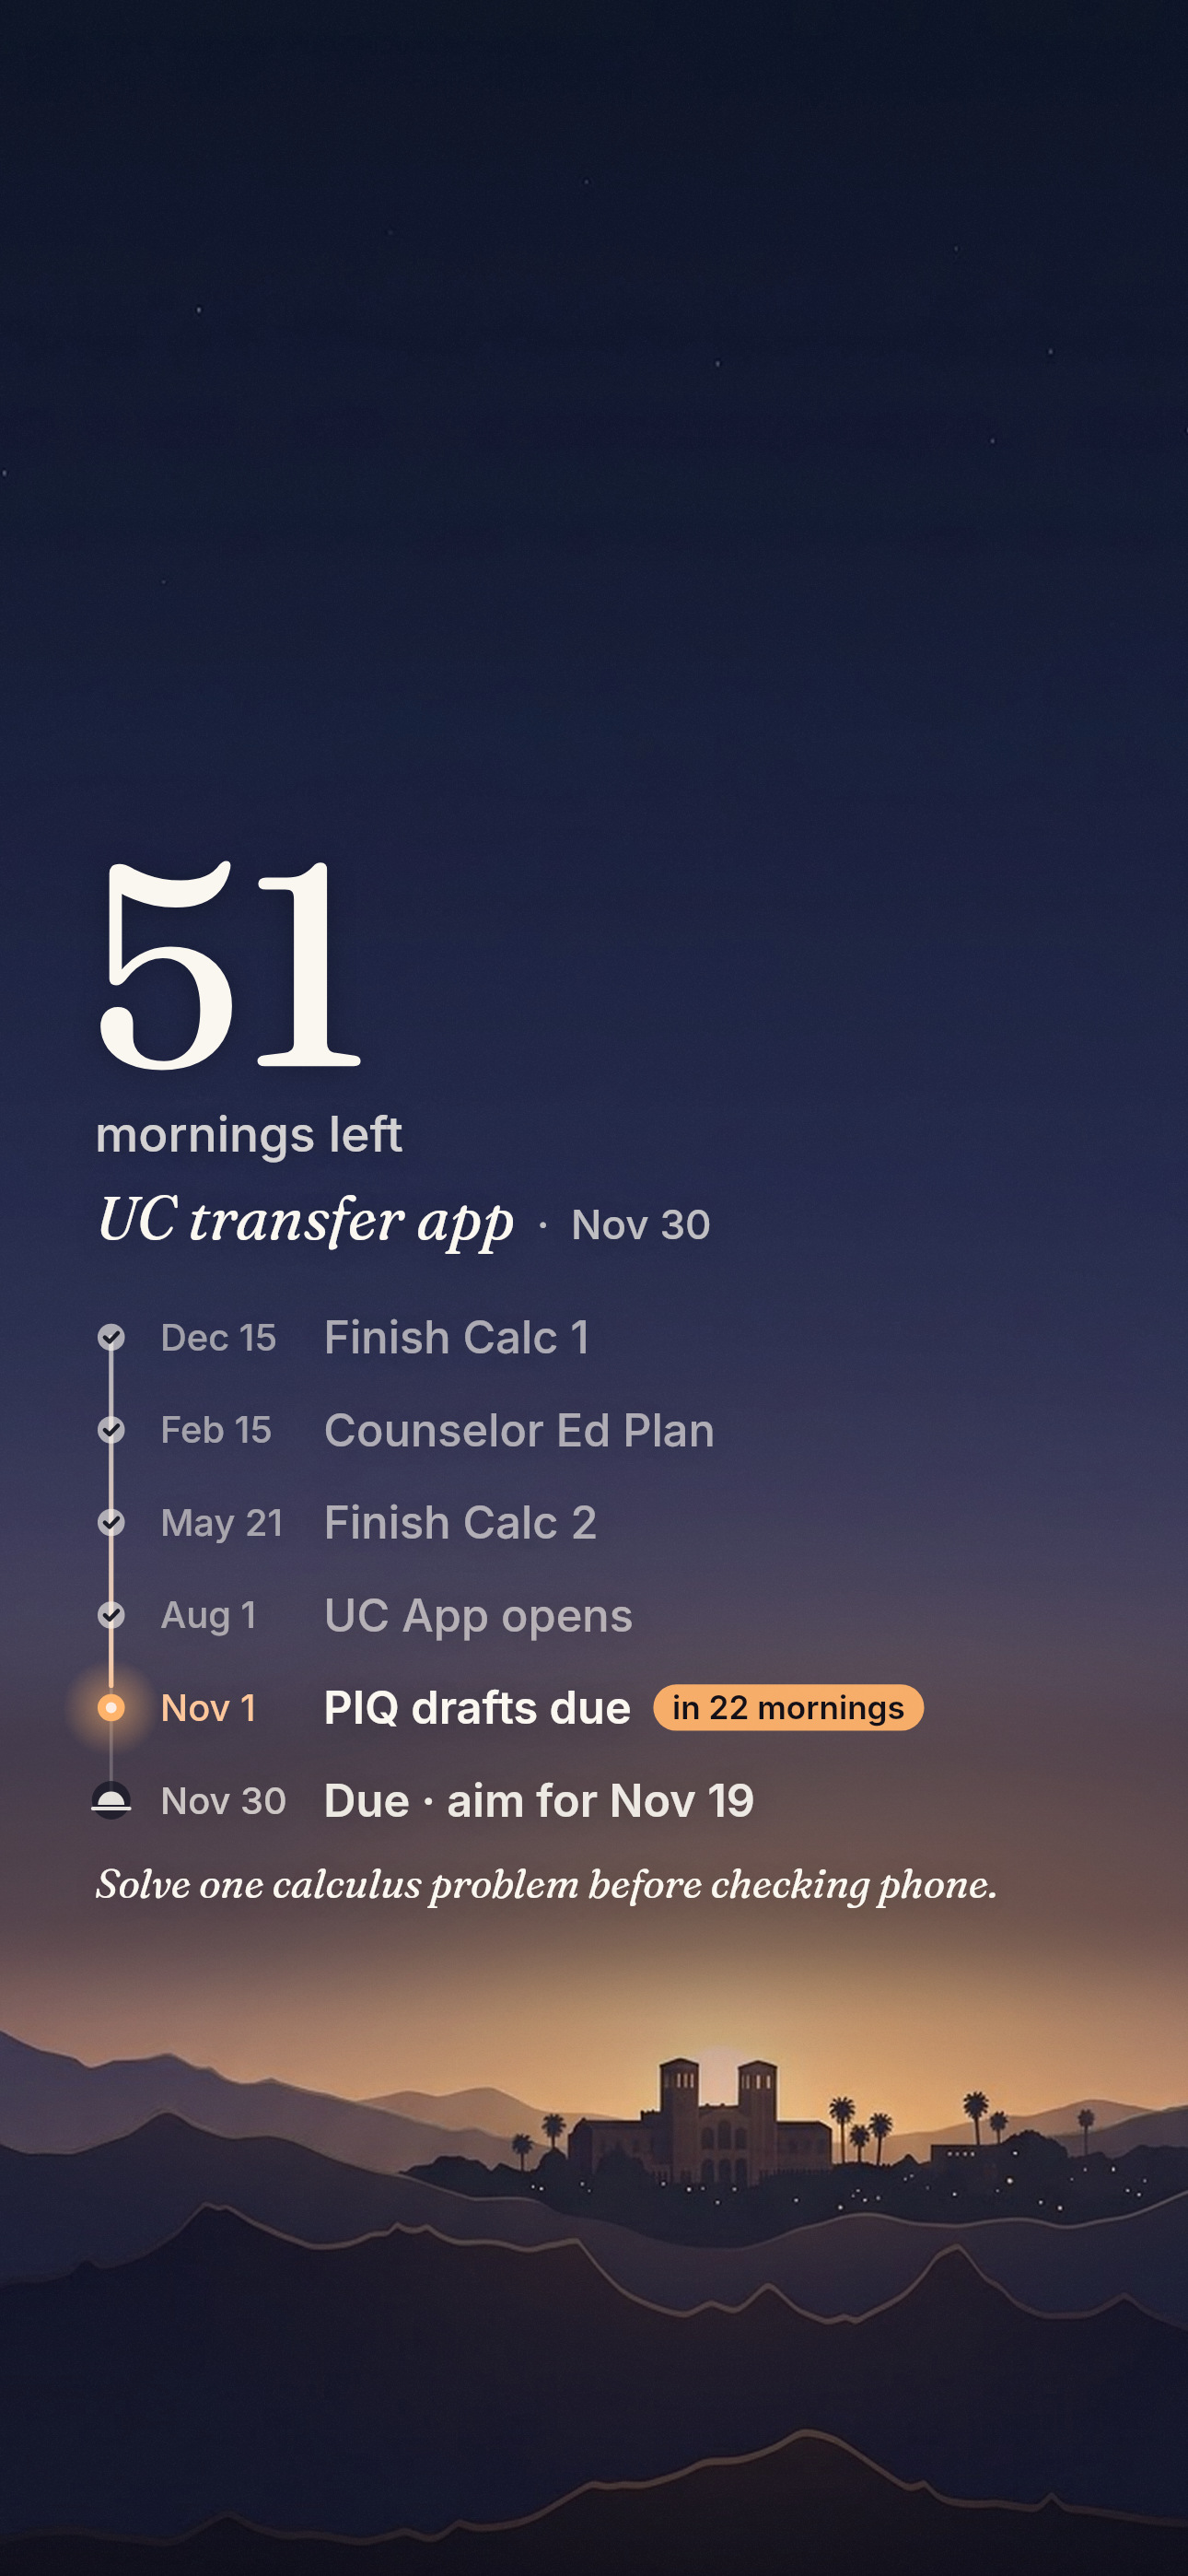 51
mornings left
UC transfer app · Nov 30
Dec 15 Finish Calc 1
Feb 15 Counselor Ed Plan
May 21 Finish Calc 2
Aug 1 UC App opens
Nov 1 PIQ drafts due in 22 mornings
Nov 30 Due · aim for Nov 19
Solve one calculus problem before checking phone.